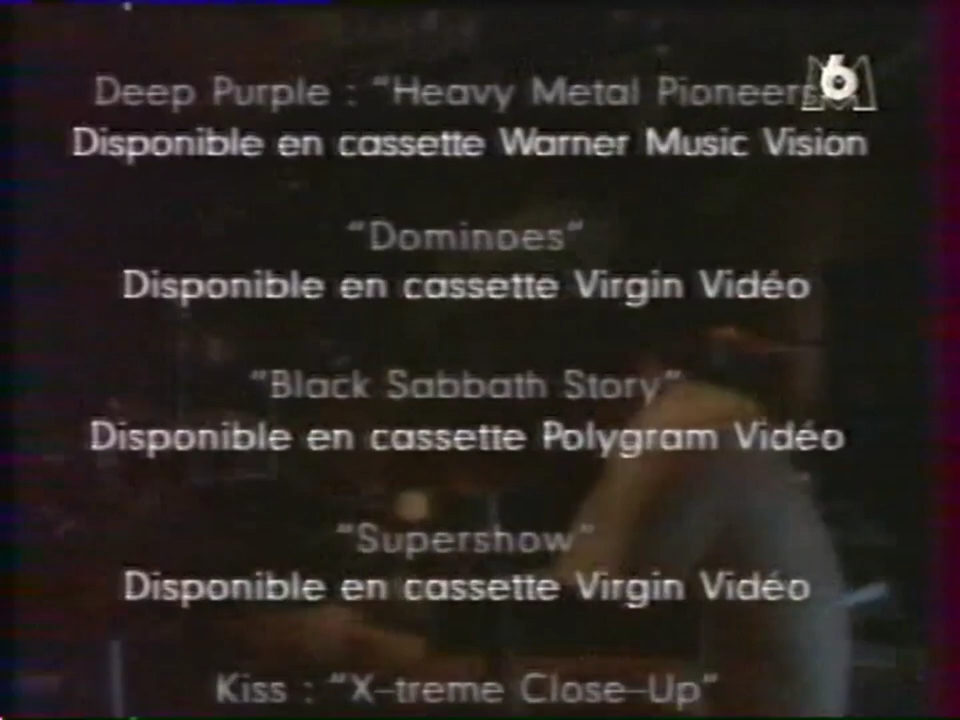 Deep Purple : "Heavy Metal Pioneers
M6
Disponible en cassette Warner Music Vision
"Dominoes"
Disponible en cassette Virgin Vidéo
"Black Sabbath Story"
Disponible en cassette Polygram Vidéo
"Supershow"
Disponible en cassette Virgin Vidéo
Kiss : "X-treme Close-Up"